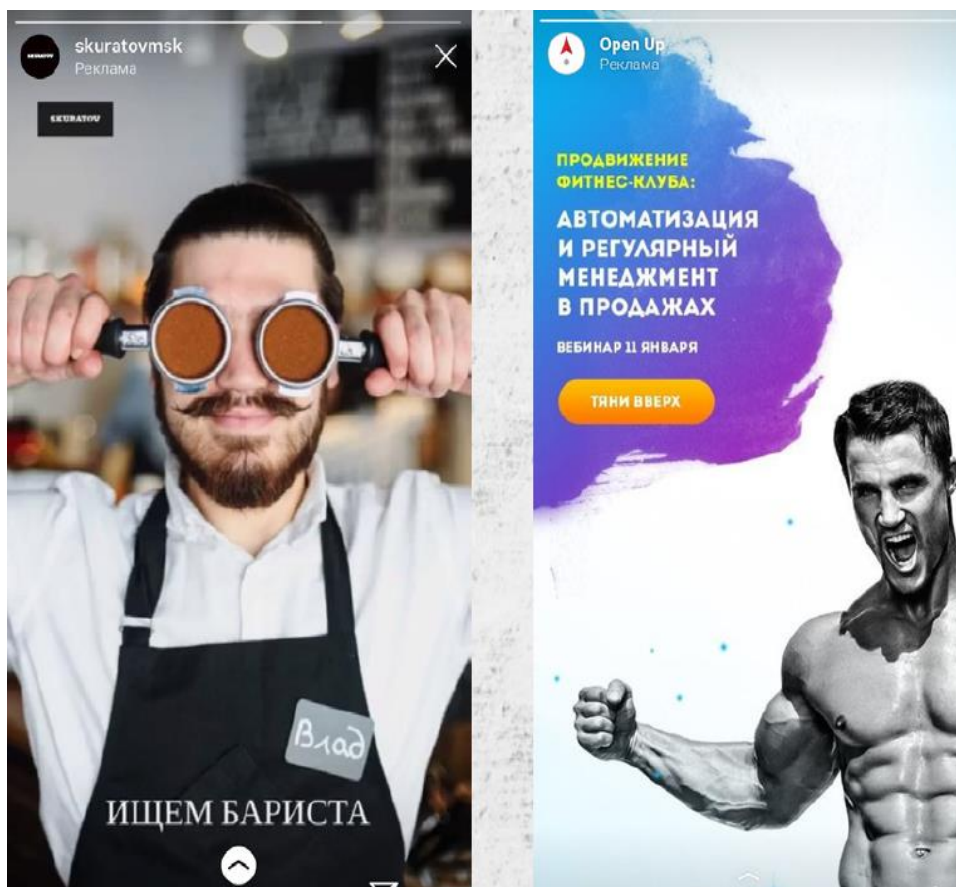 skuratovmsk
Реклама
SKURATOV
SKURATOV
Влад
ИЩЕМ БАРИСТА
Open Up
Реклама
ПРОДВИЖЕНИЕ
ФИТНЕС-КЛУБА:
АВТОМАТИЗАЦИЯ
И РЕГУЛЯРНЫЙ
МЕНЕДЖМЕНТ
В ПРОДАЖАХ
ВЕБИНАР 11 ЯНВАРЯ
ТЯНИ ВВЕРХ